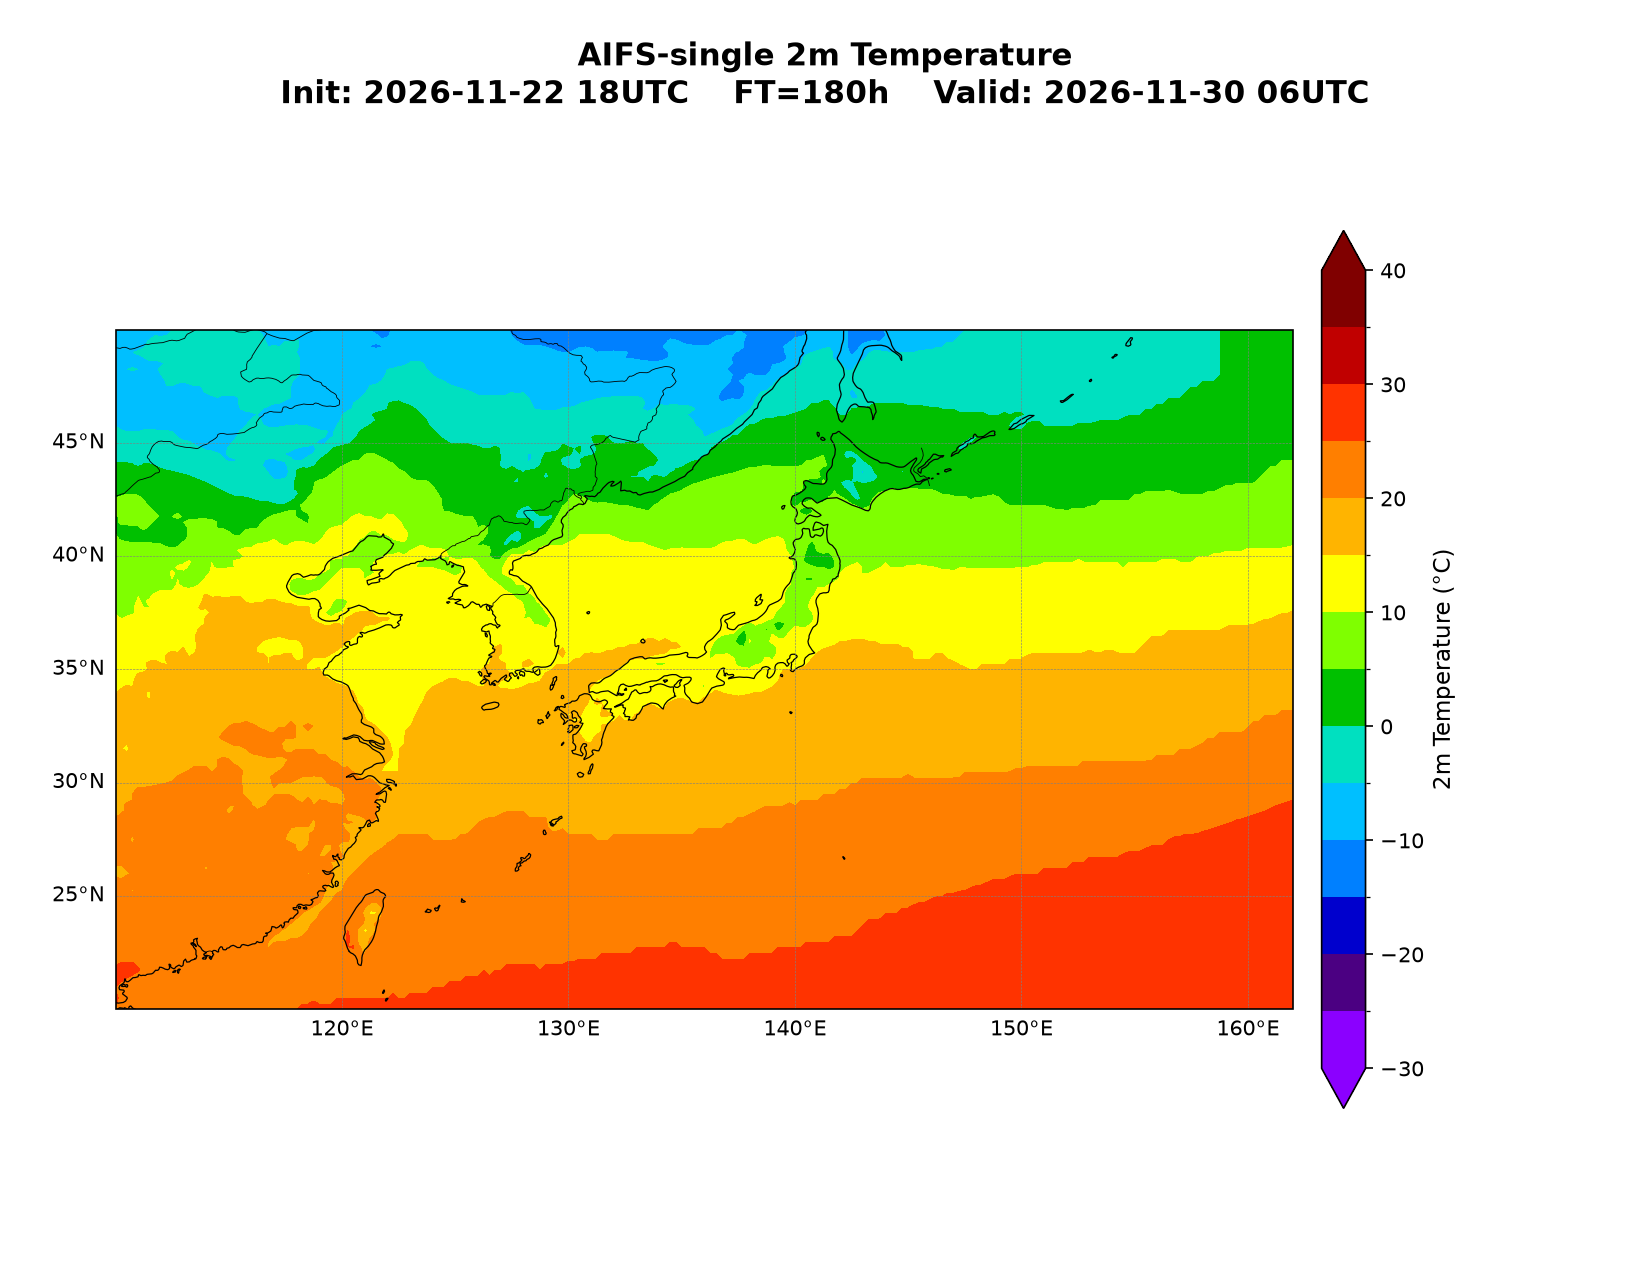 AIFS-single 2m Temperature
Init: 2026-11-22 18UTC    FT=180h    Valid: 2026-11-30 06UTC
45°N
40°N
35°N
30°N
25°N
120°E
130°E
140°E
150°E
160°E
40
30
20
10
0
−10
−20
−30
2m Temperature (°C)